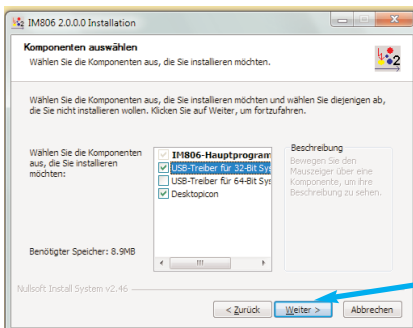 IM806 2.0.0.0 Installation
Komponenten auswählen
Wählen Sie die Komponenten aus, die Sie installieren möchten.
2
Wählen Sie die Komponenten aus, die Sie installieren möchten und wählen Sie diejenigen ab,
die Sie nicht installieren wollen. Klicken Sie auf Weiter, um fortzufahren.
Wählen Sie die Komponenten
aus, die Sie installieren
möchten:
IM806-Hauptprogram
USB-Treiber für 32-Bit Sys
USB-Treiber für 64-Bit Sys
Desktopicon
Beschreibung
Bewegen Sie den
Mauszeiger über eine
Komponente, um ihre
Beschreibung zu sehen.
Benötigter Speicher: 8.9MB
Nullsoft Install System v2.46
< Zurück
Weiter >
Abbrechen